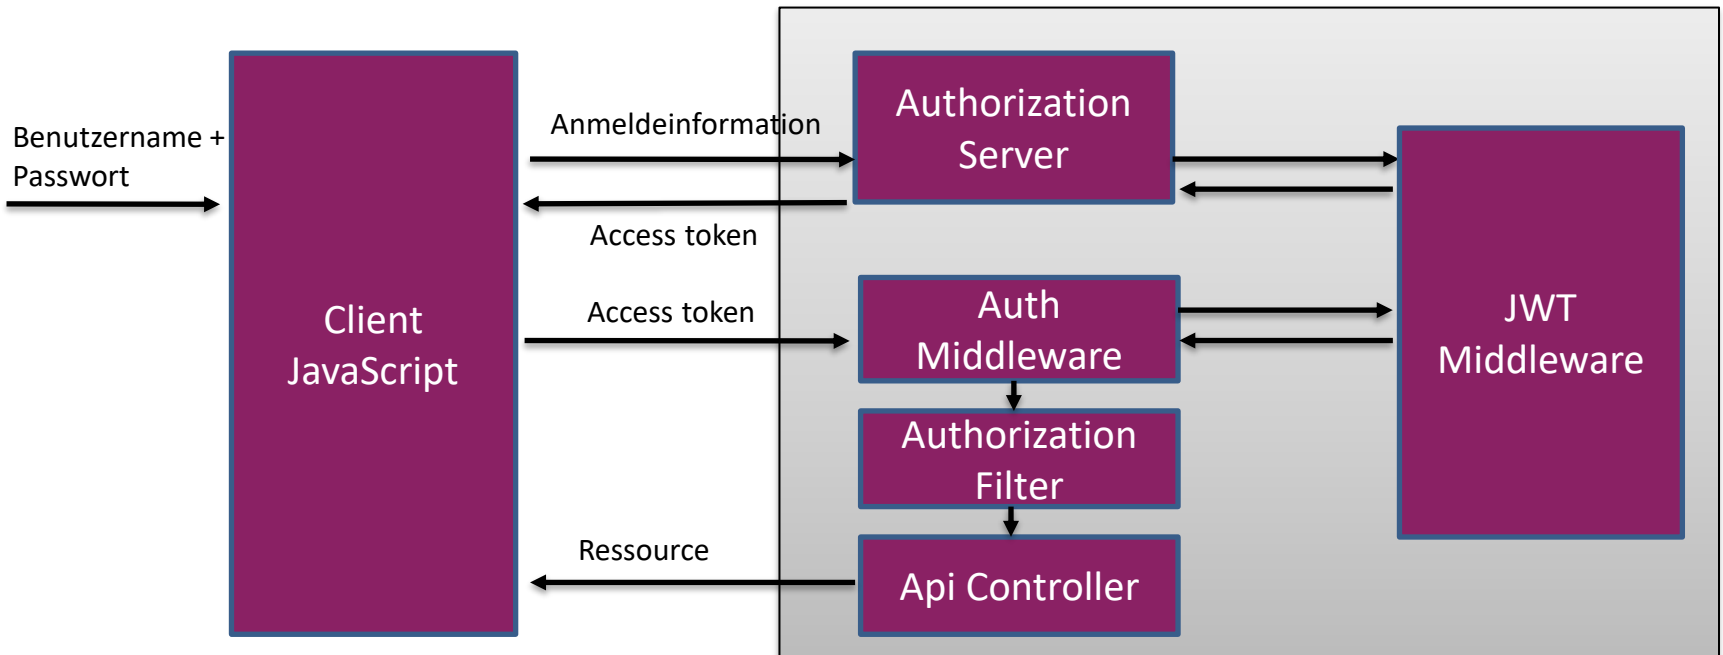 Benutzername +
Passwort
Client
JavaScript
Anmeldeinformation
Access token
Access token
Ressource
Authorization
Server
Auth
Middleware
Authorization
Filter
Api Controller
JWT
Middleware